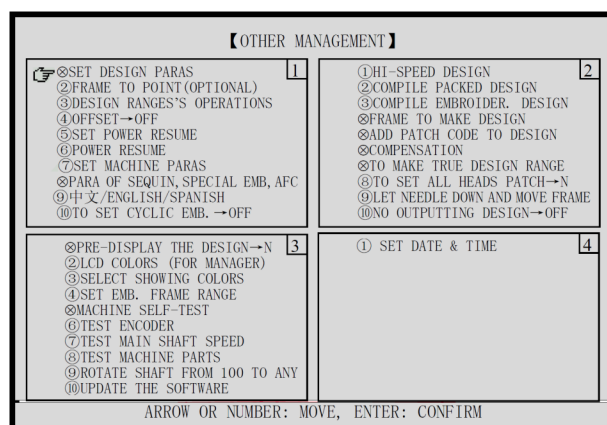 【OTHER MANAGEMENT】
1
⊗SET DESIGN PARAS
②FRAME TO POINT(OPTIONAL)
③DESIGN RANGES'S OPERATIONS
④OFFSET→OFF
⑤SET POWER RESUME
⑥POWER RESUME
⑦SET MACHINE PARAS
⊗PARA OF SEQUIN,SPECIAL EMB,AFC
⑨中文/ENGLISH/SPANISH
⑩TO SET CYCLIC EMB.→OFF
2
①HI-SPEED DESIGN
②COMPILE PACKED DESIGN
③COMPILE EMBROIDER. DESIGN
⊗FRAME TO MAKE DESIGN
⊗ADD PATCH CODE TO DESIGN
⊗COMPENSATION
⊗TO MAKE TRUE DESIGN RANGE
⑧TO SET ALL HEADS PATCH→N
⑨LET NEEDLE DOWN AND MOVE FRAME
⑩NO OUTPUTTING DESIGN→OFF
3
⊗PRE-DISPLAY THE DESIGN→N
②LCD COLORS (FOR MANAGER)
③SELECT SHOWING COLORS
④SET EMB. FRAME RANGE
⊗MACHINE SELF-TEST
⑥TEST ENCODER
⑦TEST MAIN SHAFT SPEED
⑧TEST MACHINE PARTS
⑨ROTATE SHAFT FROM 100 TO ANY
⑩UPDATE THE SOFTWARE
4
① SET DATE & TIME
ARROW OR NUMBER: MOVE, ENTER: CONFIRM